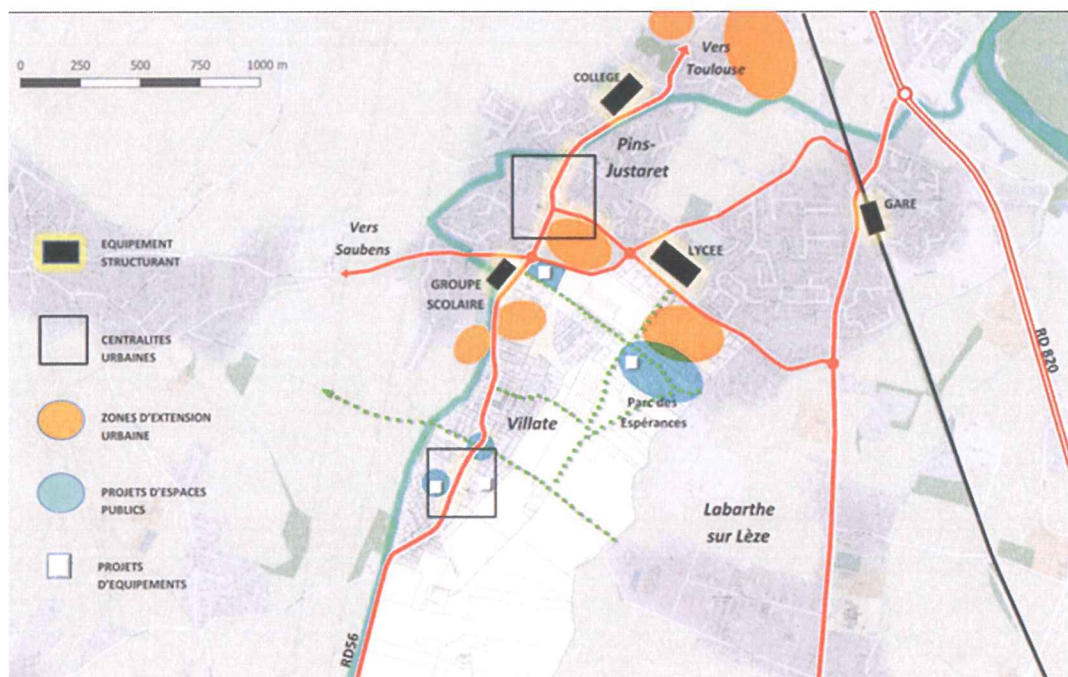 0 250 500 750 1000 m
Vers
Toulouse
COLLEGE
Pins-
Justaret
Vers
Saubens
GARE
LYCEE
EQUIPEMENT
STRUCTURANT
GROUPE
SCOLAIRE
CENTRALITES
URBAINES
RD 820
ZONES D'EXTENSION
URBAINE
Parc des
Espérances
Villate
PROJETS D'ESPACES
PUBLICS
Labarthe
sur Lèze
PROJETS
D'EQUIPEMENTS
RD56